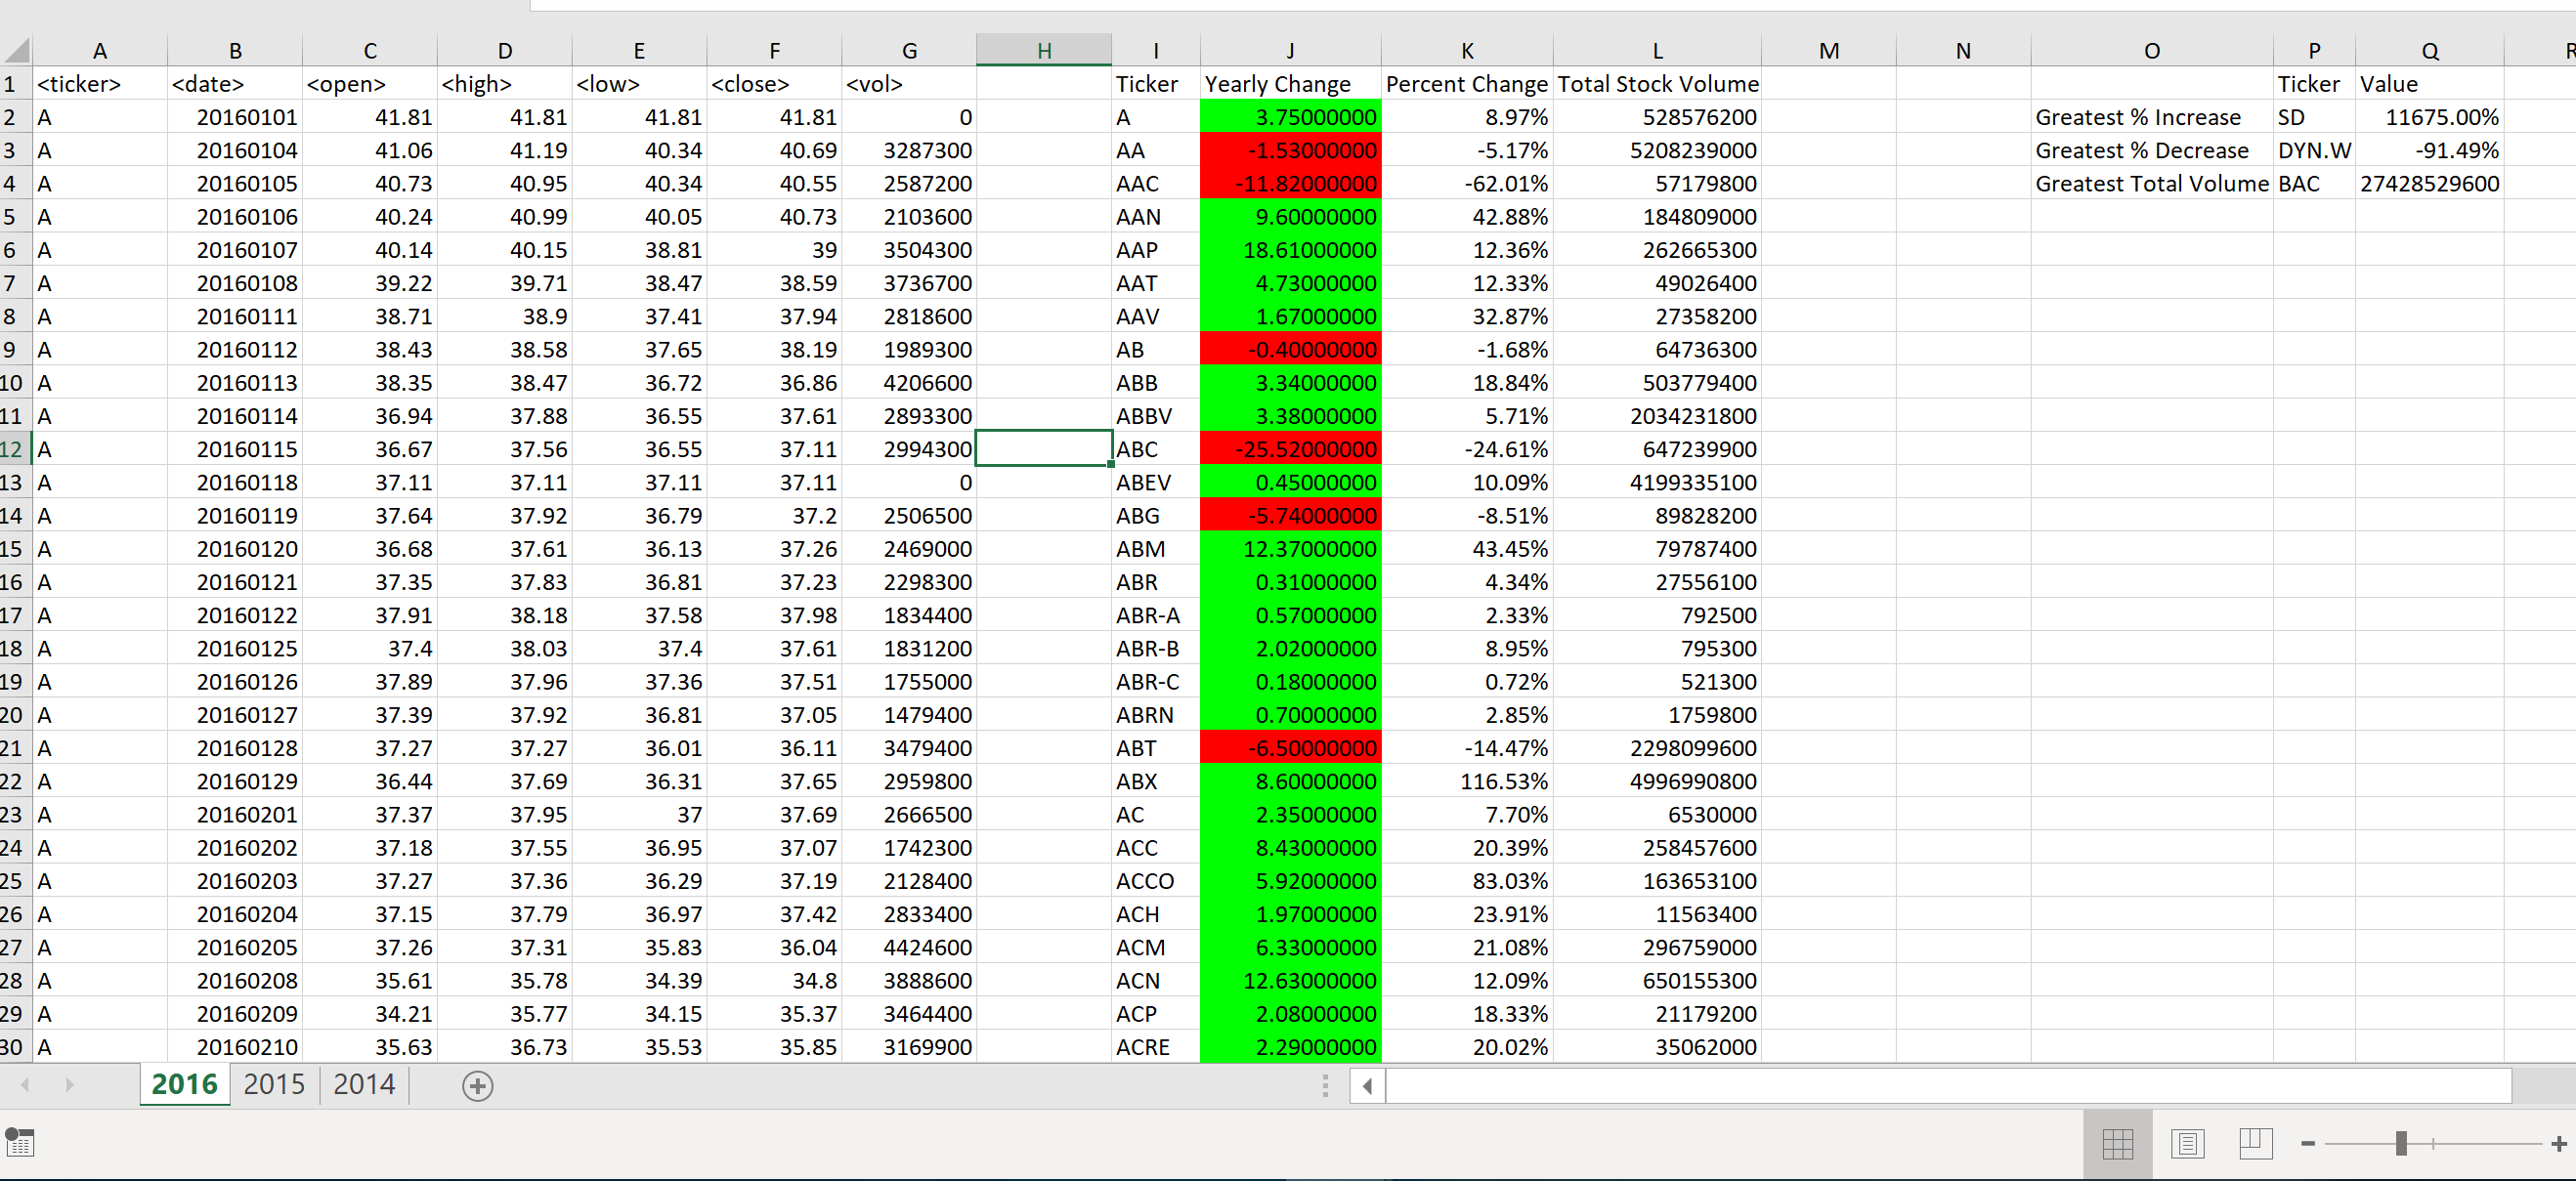 A B C D E F G H I J K L M N O P Q R
1 <ticker> <date> <open> <high> <low> <close> <vol> Ticker Yearly Change Percent Change Total Stock Volume Ticker Value
2 A 20160101 41.81 41.81 41.81 41.81 0 A 3.75000000 8.97% 528576200 Greatest % Increase SD 11675.00%
3 A 20160104 41.06 41.19 40.34 40.69 3287300 AA -1.53000000 -5.17% 5208239000 Greatest % Decrease DYN.W -91.49%
4 A 20160105 40.73 40.95 40.34 40.55 2587200 AAC -11.82000000 -62.01% 57179800 Greatest Total Volume BAC 27428529600
5 A 20160106 40.24 40.99 40.05 40.73 2103600 AAN 9.60000000 42.88% 184809000
6 A 20160107 40.14 40.15 38.81 39 3504300 AAP 18.61000000 12.36% 262665300
7 A 20160108 39.22 39.71 38.47 38.59 3736700 AAT 4.73000000 12.33% 49026400
8 A 20160111 38.71 38.9 37.41 37.94 2818600 AAV 1.67000000 32.87% 27358200
9 A 20160112 38.43 38.58 37.65 38.19 1989300 AB -0.40000000 -1.68% 64736300
10 A 20160113 38.35 38.47 36.72 36.86 4206600 ABB 3.34000000 18.84% 503779400
11 A 20160114 36.94 37.88 36.55 37.61 2893300 ABBV 3.38000000 5.71% 2034231800
12 A 20160115 36.67 37.56 36.55 37.11 2994300 ABC -25.52000000 -24.61% 647239900
13 A 20160118 37.11 37.11 37.11 37.11 0 ABEV 0.45000000 10.09% 4199335100
14 A 20160119 37.64 37.92 36.79 37.2 2506500 ABG -5.74000000 -8.51% 89828200
15 A 20160120 36.68 37.61 36.13 37.26 2469000 ABM 12.37000000 43.45% 79787400
16 A 20160121 37.35 37.83 36.81 37.23 2298300 ABR 0.31000000 4.34% 27556100
17 A 20160122 37.91 38.18 37.58 37.98 1834400 ABR-A 0.57000000 2.33% 792500
18 A 20160125 37.4 38.03 37.4 37.61 1831200 ABR-B 2.02000000 8.95% 795300
19 A 20160126 37.89 37.96 37.36 37.51 1755000 ABR-C 0.18000000 0.72% 521300
20 A 20160127 37.39 37.92 36.81 37.05 1479400 ABRN 0.70000000 2.85% 1759800
21 A 20160128 37.27 37.27 36.01 36.11 3479400 ABT -6.50000000 -14.47% 2298099600
22 A 20160129 36.44 37.69 36.31 37.65 2959800 ABX 8.60000000 116.53% 4996990800
23 A 20160201 37.37 37.95 37 37.69 2666500 AC 2.35000000 7.70% 6530000
24 A 20160202 37.18 37.55 36.95 37.07 1742300 ACC 8.43000000 20.39% 258457600
25 A 20160203 37.27 37.36 36.29 37.19 2128400 ACCO 5.92000000 83.03% 163653100
26 A 20160204 37.15 37.79 36.97 37.42 2833400 ACH 1.97000000 23.91% 11563400
27 A 20160205 37.26 37.31 35.83 36.04 4424600 ACM 6.33000000 21.08% 296759000
28 A 20160208 35.61 35.78 34.39 34.8 3888600 ACN 12.63000000 12.09% 650155300
29 A 20160209 34.21 35.77 34.15 35.37 3464400 ACP 2.08000000 18.33% 21179200
30 A 20160210 35.63 36.73 35.53 35.85 3169900 ACRE 2.29000000 20.02% 35062000
2016 2015 2014